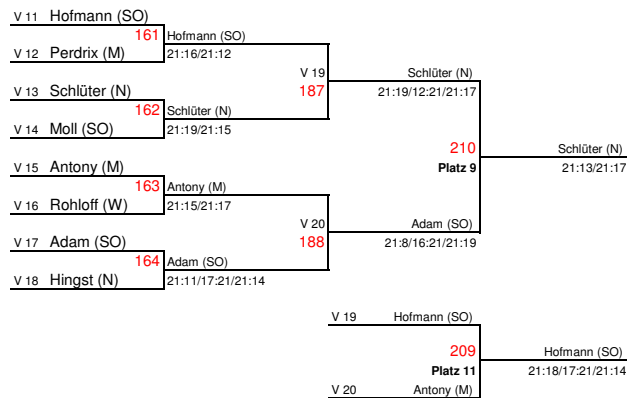 V 11 Hofmann (SO)
161 Hofmann (SO)
V 12 Perdrix (M) 21:16/21:12
V 19 Schlüter (N)
V 13 Schlüter (N) 187 21:19/12:21/21:17
162 Schlüter (N)
V 14 Moll (SO) 21:19/21:15
210 Schlüter (N)
V 15 Antony (M) Platz 9 21:13/21:17
163 Antony (M)
V 16 Rohloff (W) 21:15/21:17
V 20 Adam (SO)
V 17 Adam (SO) 188 21:8/16:21/21:19
164 Adam (SO)
V 18 Hingst (N) 21:11/17:21/21:14
V 19 Hofmann (SO)
209 Hofmann (SO)
Platz 11 21:18/17:21/21:14
V 20 Antony (M)